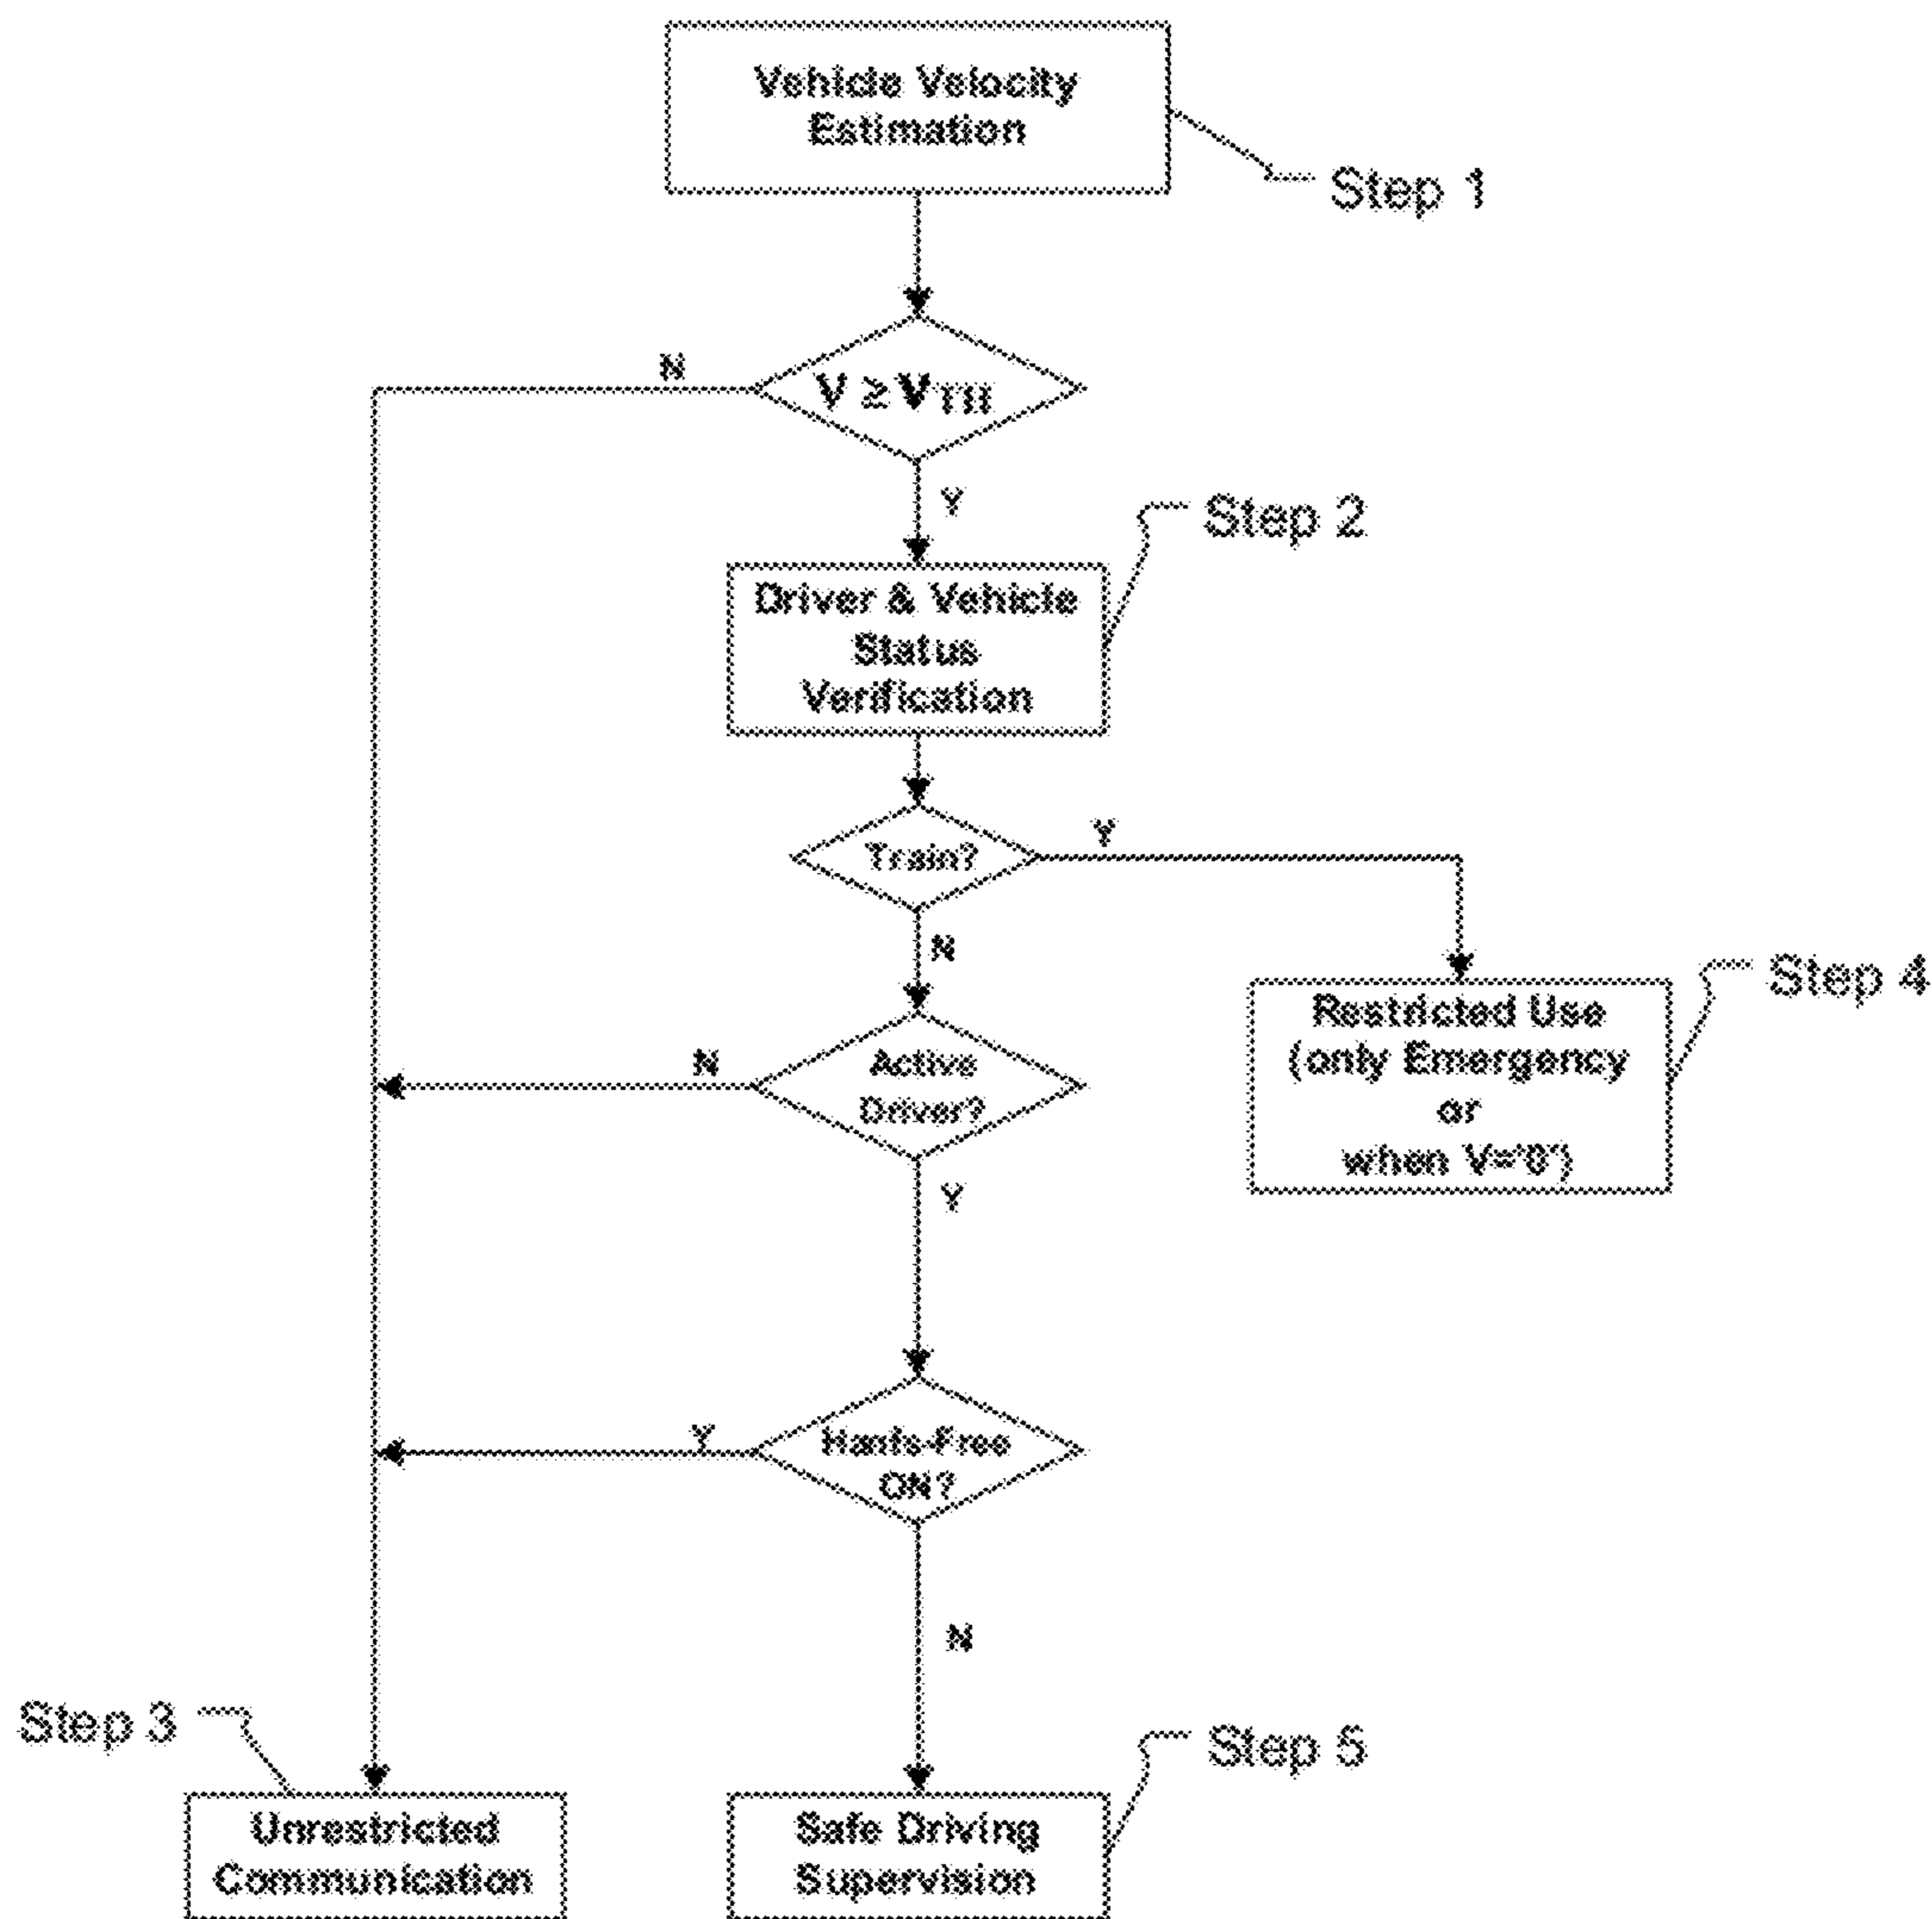 Vehicle Velocity
Estimation
Step 1
N
V ≥ VTH
Y
Step 2
Driver & Vehicle
Status
Verification
Y
Train?
N
Step 4
Restricted Use
(only Emergency
or
when V='0')
N
Active
Driver?
Y
Y
Hants-Free
ON?
N
Step 3
Step 5
Unrestricted
Communication
Safe Driving
Supervision